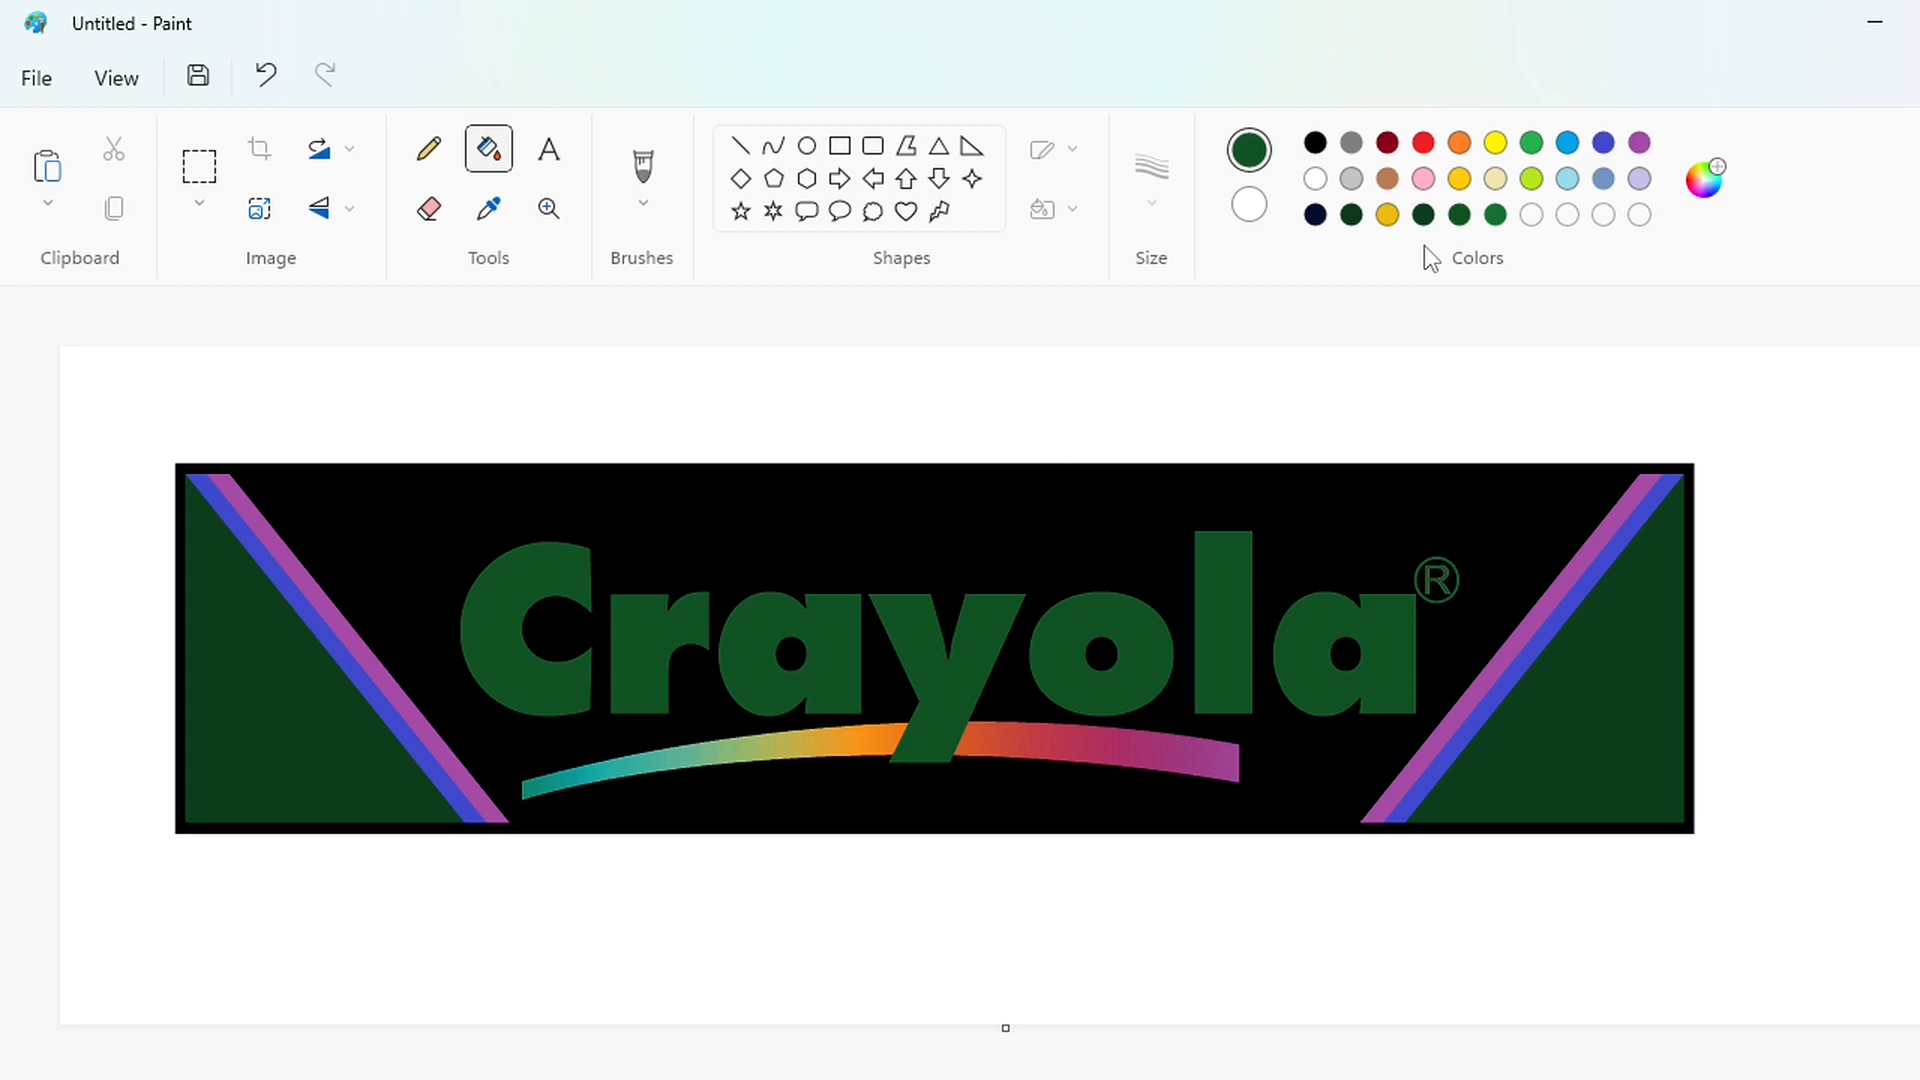 Untitled - Paint
File View
Clipboard
Image
Tools
Brushes
Shapes
Size
Colors
Crayola®